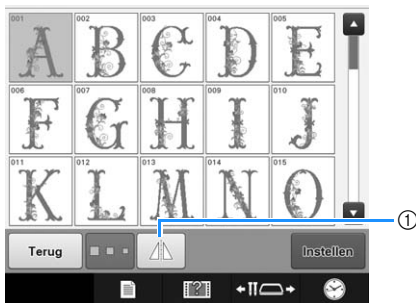 001 002 003 004 005
A B C D E
006 007 008 009 010
F G H I J
011 012 013 014 015
K L M N O
①
Terug Instellen
?